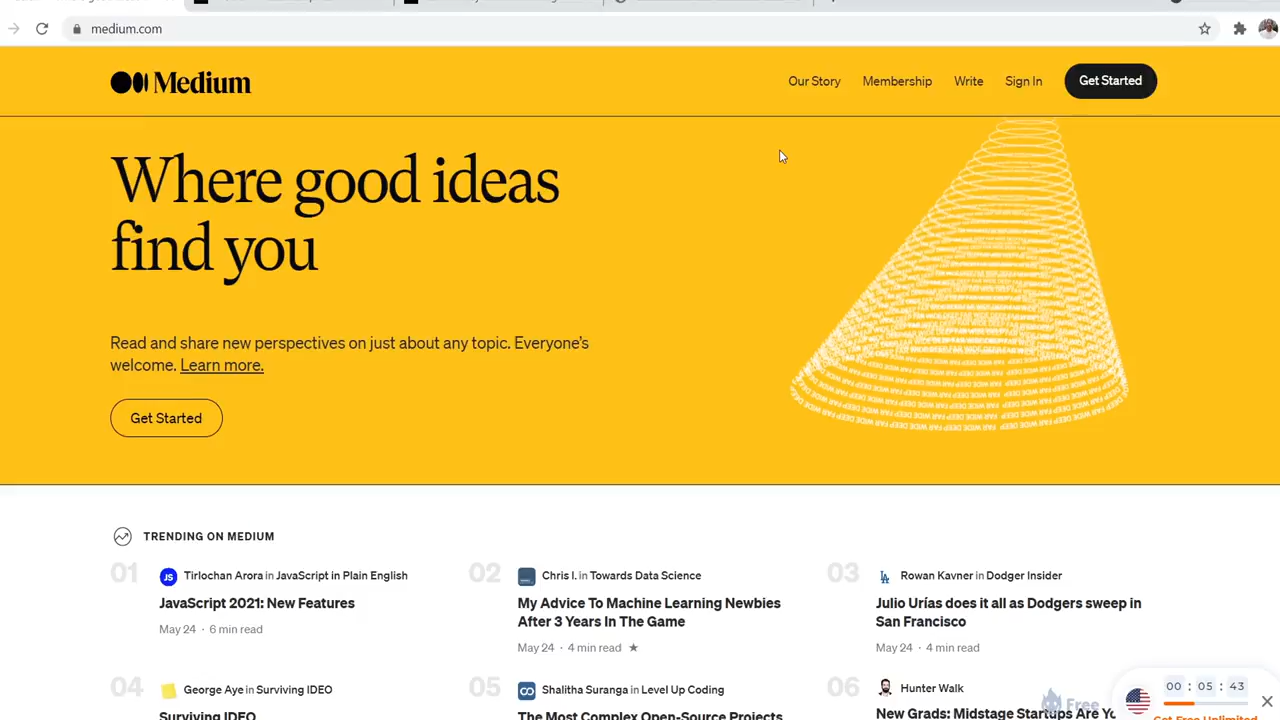 medium.com
Medium
Our Story
Membership
Write
Sign In
Get Started
Where good ideas
find you
Read and share new perspectives on just about any topic. Everyone's
welcome. Learn more.
Get Started
TRENDING ON MEDIUM
01
JS
Tirlochan Arora in JavaScript in Plain English
JavaScript 2021: New Features
May 24 · 6 min read
02
Chris I. in Towards Data Science
My Advice To Machine Learning Newbies
After 3 Years In The Game
May 24 · 4 min read ★
03
LA
Rowan Kavner in Dodger Insider
Julio Urías does it all as Dodgers sweep in
San Francisco
May 24 · 4 min read
04
George Aye in Surviving IDEO
Surviving IDEO
05
Shalitha Suranga in Level Up Coding
The Most Complex Open-Source Projects
06
Hunter Walk
New Grads: Midstage Startups Are Yo
Free
00 : 05 : 43
Get Free Unlimited